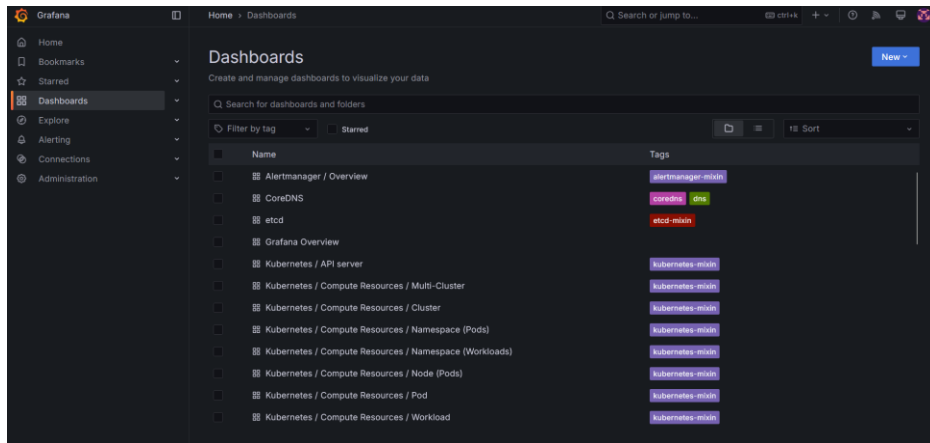 Grafana
Home › Dashboards
Search or jump to...
ctrl+k
Home
Bookmarks
Starred
Dashboards
Explore
Alerting
Connections
Administration
Dashboards
New
Create and manage dashboards to visualize your data
Search for dashboards and folders
Filter by tag
Starred
Sort
Name Tags
Alertmanager / Overview alertmanager-mixin
CoreDNS coredns dns
etcd etcd-mixin
Grafana Overview
Kubernetes / API server kubernetes-mixin
Kubernetes / Compute Resources / Multi-Cluster kubernetes-mixin
Kubernetes / Compute Resources / Cluster kubernetes-mixin
Kubernetes / Compute Resources / Namespace (Pods) kubernetes-mixin
Kubernetes / Compute Resources / Namespace (Workloads) kubernetes-mixin
Kubernetes / Compute Resources / Node (Pods) kubernetes-mixin
Kubernetes / Compute Resources / Pod kubernetes-mixin
Kubernetes / Compute Resources / Workload kubernetes-mixin